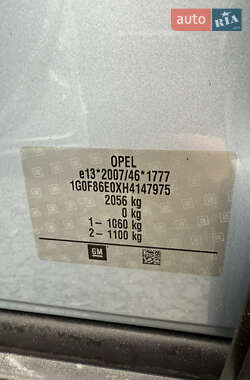 AUTO.RIA.com
OPEL
e13*2007/46*1777
1G0F86E0XH4147975
2056 kg
0 kg
1- 1060 kg
2- 1100 kg
GM